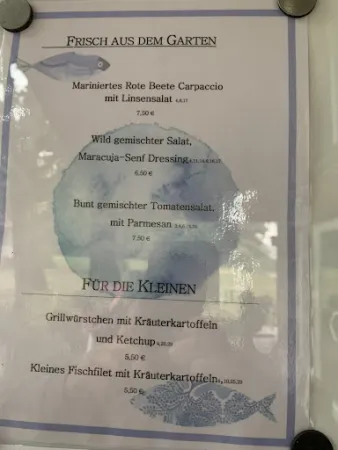 FRISCH AUS DEM GARTEN
Mariniertes Rote Beete Carpaccio
mit Linsensalat
7,50 €
Wild gemischter Salat,
Maracuja-Senf Dressing
6,50 €
Bunt gemischter Tomatensalat,
mit Parmesan
7,50 €
FÜR DIE KLEINEN
Grillwürstchen mit Kräuterkartoffeln
und Ketchup
5,50 €
Kleines Fischfilet mit Kräuterkartoffeln
5,50 €